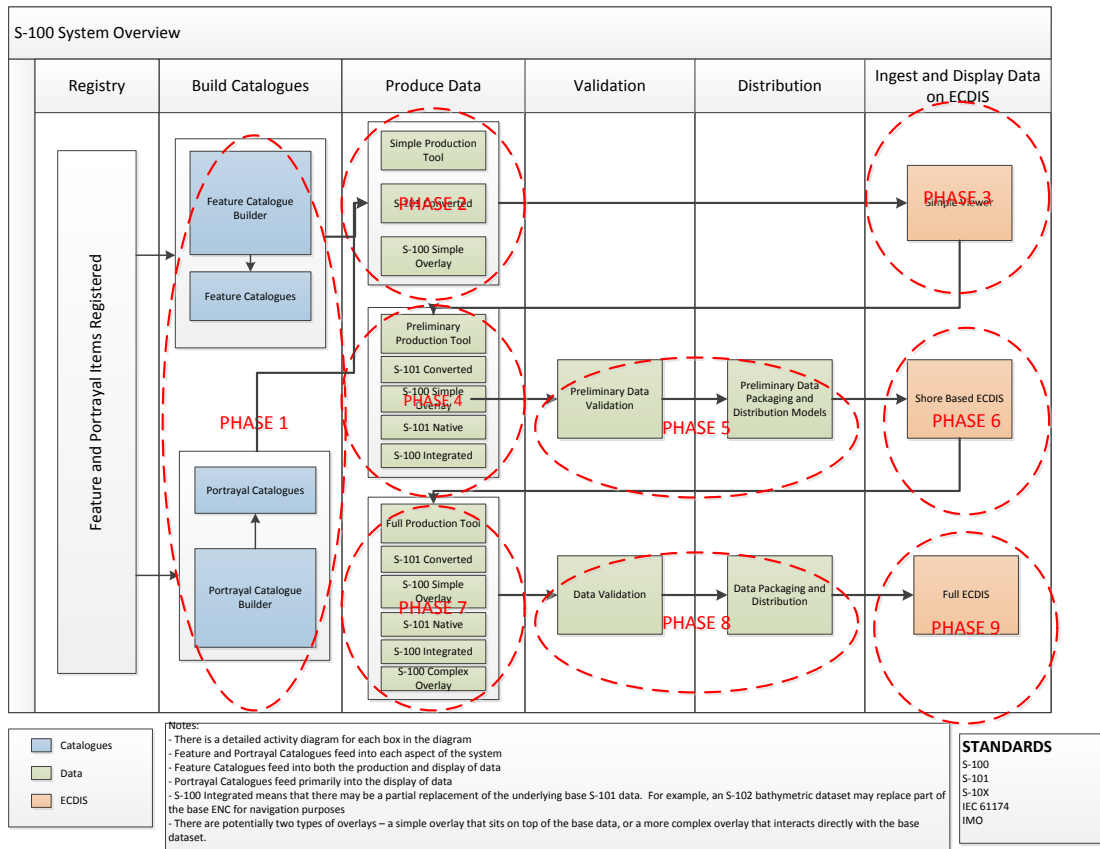 S-100 System Overview
Registry
Build Catalogues
Produce Data
Validation
Distribution
Ingest and Display Data
on ECDIS
Feature and Portrayal Items Registered
Feature Catalogue
Builder
Feature Catalogues
PHASE 1
Portrayal Catalogues
Portrayal Catalogue
Builder
Simple Production
Tool
S-101 Converted
PHASE 2
S-100 Simple
Overlay
PHASE 3
Simple Viewer
Preliminary
Production Tool
S-101 Converted
S-100 Simple
Overlay
PHASE 4
S-101 Native
S-100 Integrated
Preliminary Data
Validation
PHASE 5
Preliminary Data
Packaging and
Distribution Models
Shore Based ECDIS
PHASE 6
Full Production Tool
S-101 Converted
S-100 Simple
Overlay
PHASE 7
S-101 Native
S-100 Integrated
S-100 Complex
Overlay
Data Validation
PHASE 8
Data Packaging and
Distribution
Full ECDIS
PHASE 9
Catalogues
Data
ECDIS
Notes:
- There is a detailed activity diagram for each box in the diagram
- Feature and Portrayal Catalogues feed into each aspect of the system
- Feature Catalogues feed into both the production and display of data
- Portrayal Catalogues feed primarily into the display of data
- S-100 Integrated means that there may be a partial replacement of the underlying base S-101 data. For example, an S-102 bathymetric dataset may replace part
of the base ENC for navigation purposes
- There are potentially two types of overlays – a simple overlay that sits on top of the base data, or a more complex overlay that interacts directly with the base
dataset.
STANDARDS
S-100
S-101
S-10X
IEC 61174
IMO